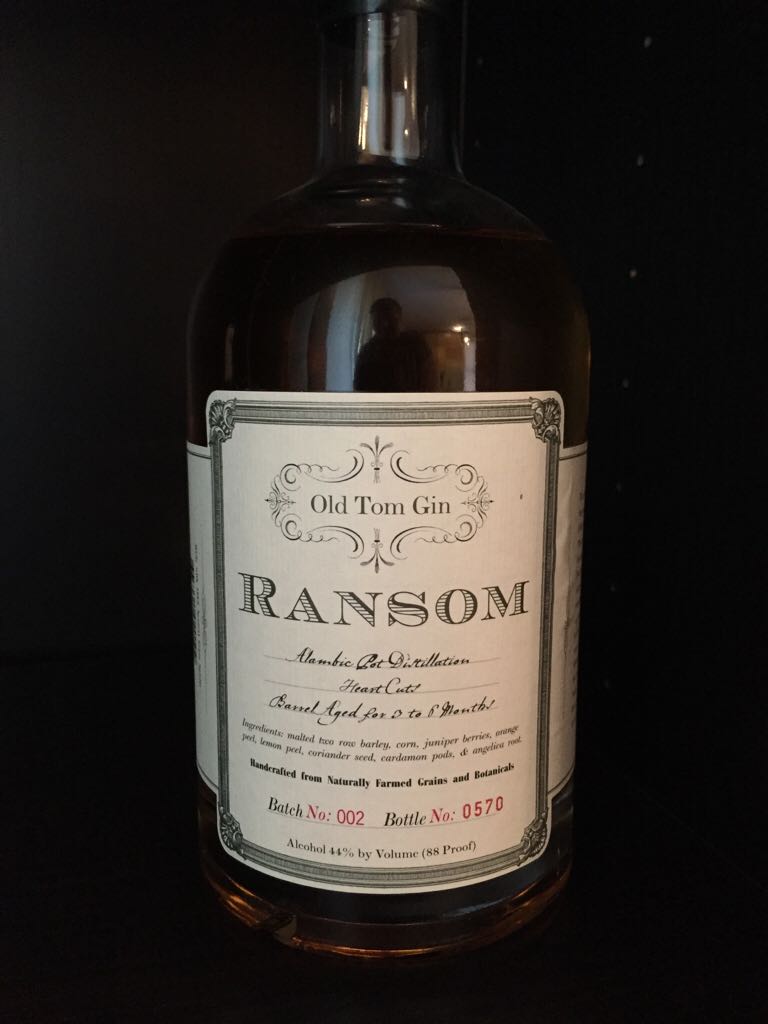 Old Tom Gin
RANSOM
Alambic Pot Distillation
Heart Cuts
Barrel Aged for 3 to 6 Months
Ingredients: malted two row barley, corn, juniper berries, orange
peel, lemon peel, coriander seed, cardamon pods, & angelica root.
Handcrafted from Naturally Farmed Grains and Botanicals
Batch No: 002 Bottle No: 0570
Alcohol 44% by Volume (88 Proof)